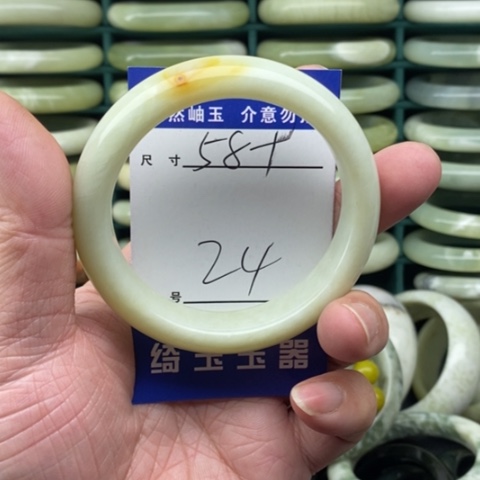 然岫玉 介意勿
尺寸 58+
24
号
绮玉玉器